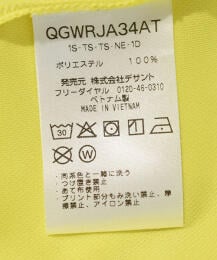 QGWRJA34AT
1S-TS-TS-NE-1D
ポリエステル 100%
発売元 株式会社デサント
フリーダイヤル 0120-46-0310
ベトナム製
MADE IN VIETNAM
30
・同系色と一緒に洗う
・つけ置き禁止
・あて布使用
・プリント部分もみ洗い禁止、摩
擦禁止、アイロン禁止